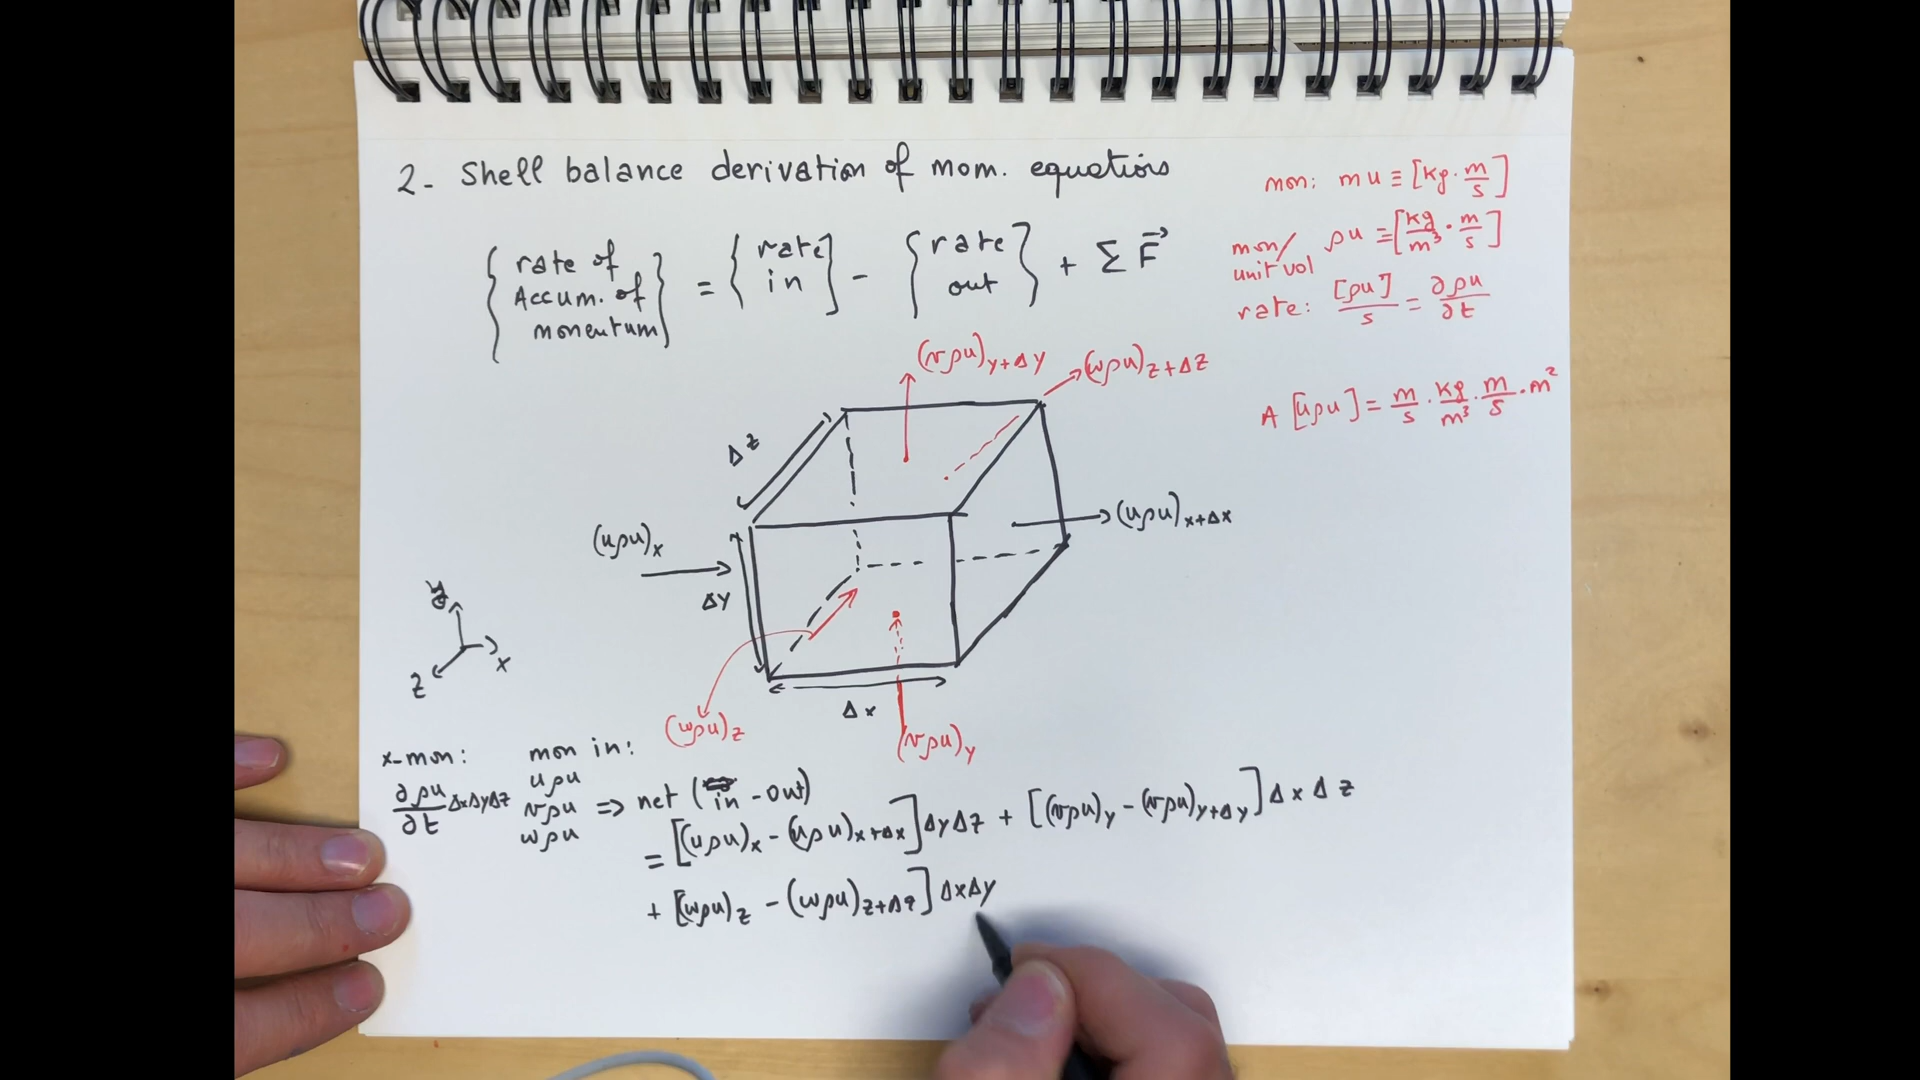 2- Shell balance derivation of mom. equations
{rate of Accum. of momentum} = {rate in} - {rate out} + Σ F⃗
mom: mu ≡ [kg · m/s]
mom/unit vol ρu ≡ [kg/m³ · m/s]
rate: [ρu]/s = ∂ρu/∂t
A [uρu] = m/s · kg/m³ · m/s · m²
(vρu)y+Δy
(wρu)z+Δz
Δz
(uρu)x
(uρu)x+Δx
Δy
y
x
z
Δx
(wρu)z
(vρu)y
x-mom:
∂ρu/∂t ΔxΔyΔz
mom in:
uρu
vρu
wρu
=> net (in - out)
= [(uρu)x - (uρu)x+Δx] ΔyΔz + [(vρu)y - (vρu)y+Δy] Δx Δz
+ [(wρu)z - (wρu)z+Δz] ΔxΔy